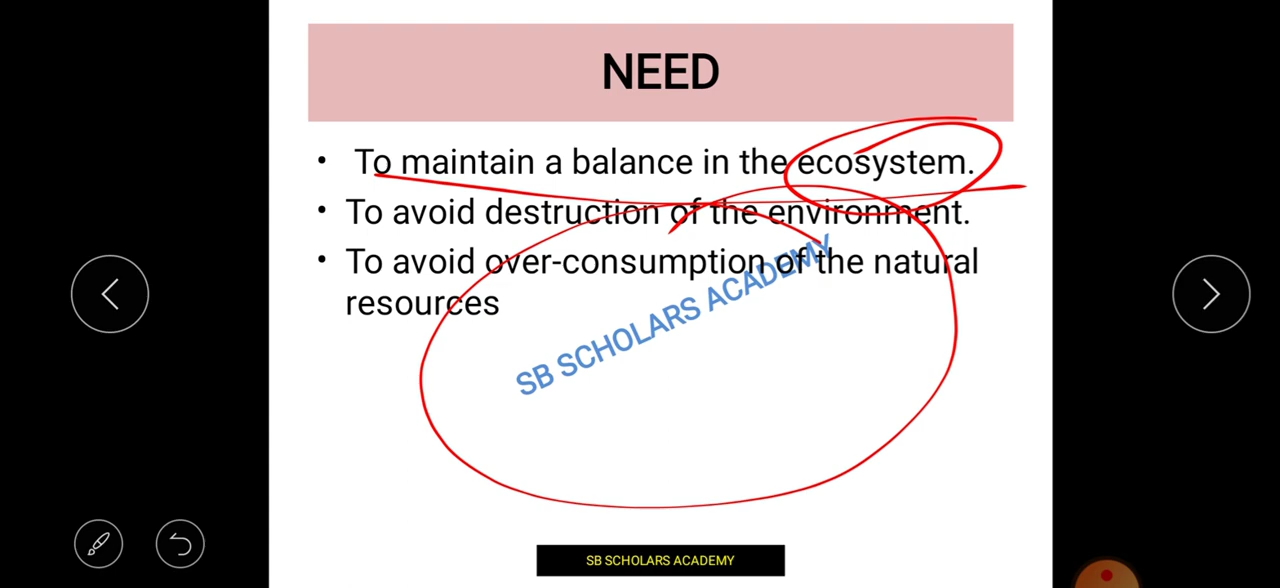 NEED
• To maintain a balance in the ecosystem.
• To avoid destruction of the environment.
• To avoid over-consumption of the natural
resources
SB SCHOLARS ACADEMY
SB SCHOLARS ACADEMY